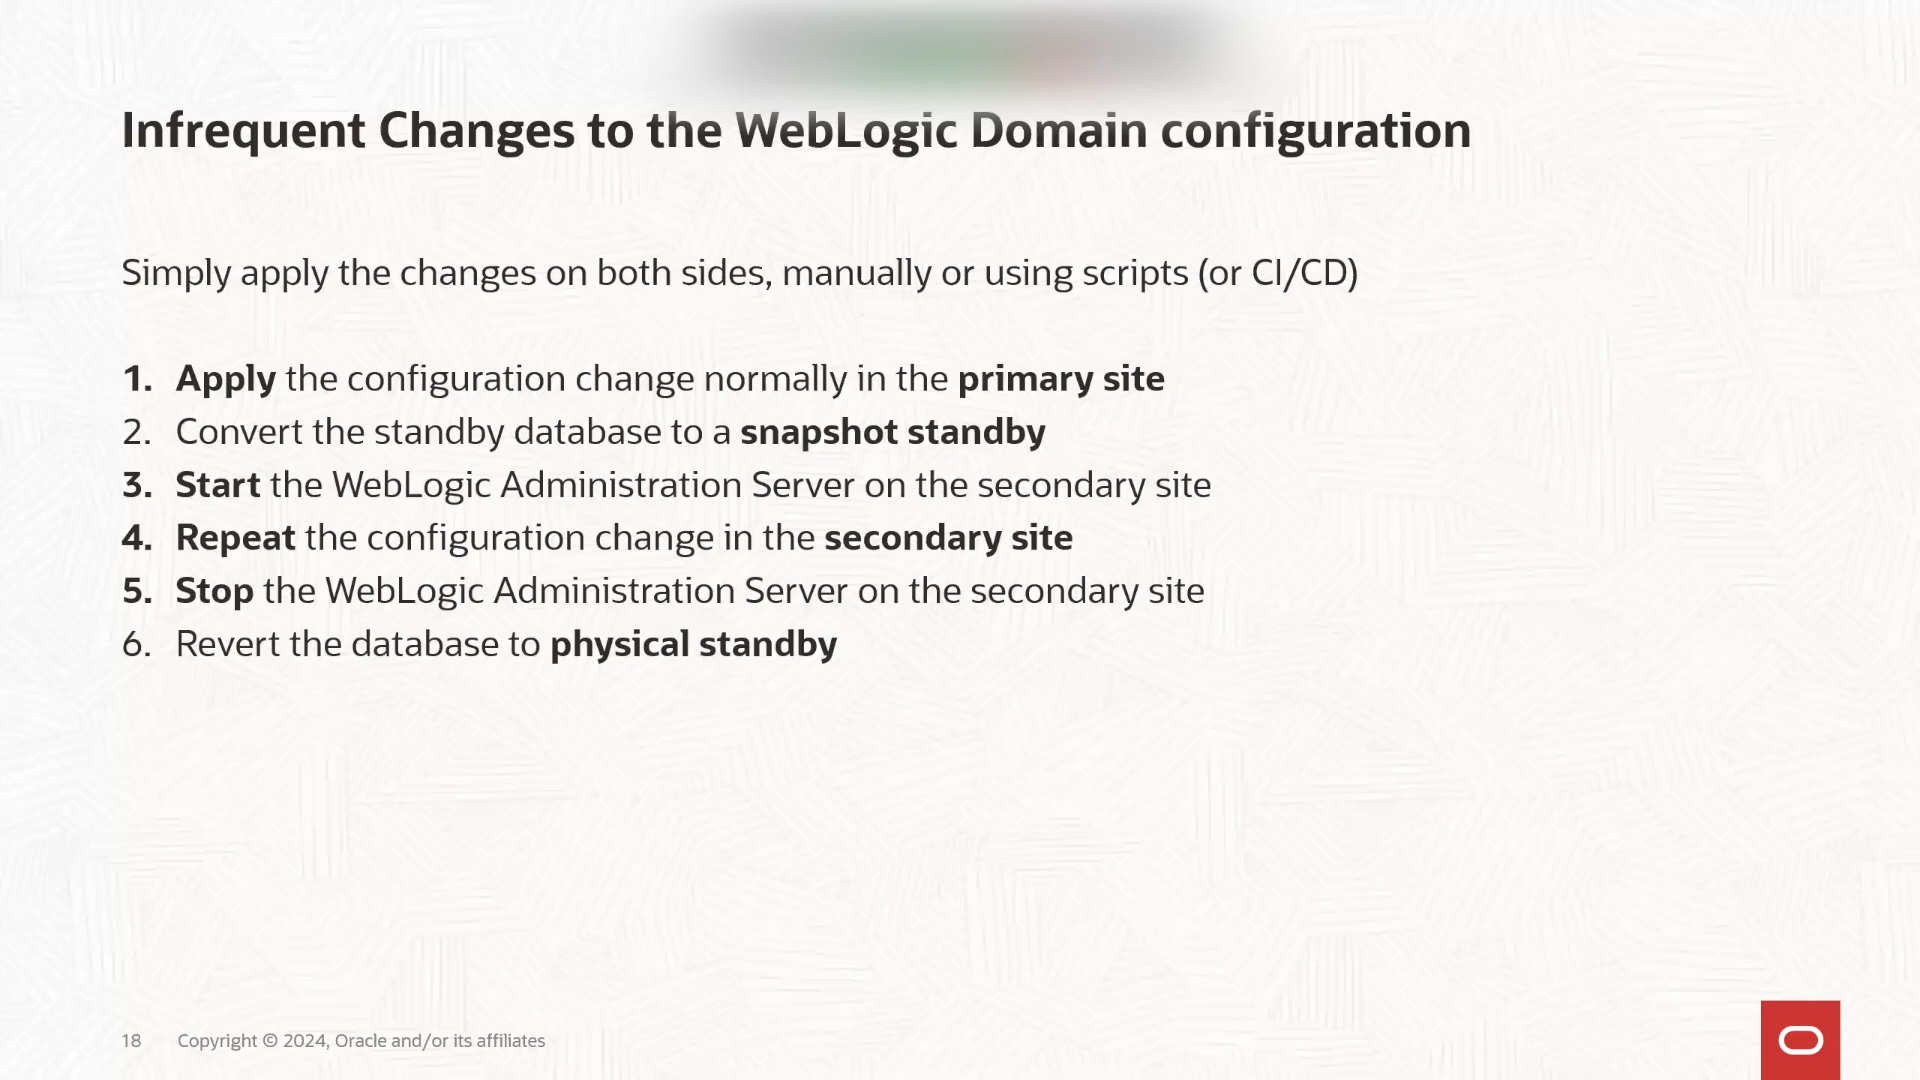 Infrequent Changes to the WebLogic Domain configuration
Simply apply the changes on both sides, manually or using scripts (or CI/CD)
1. Apply the configuration change normally in the primary site
2. Convert the standby database to a snapshot standby
3. Start the WebLogic Administration Server on the secondary site
4. Repeat the configuration change in the secondary site
5. Stop the WebLogic Administration Server on the secondary site
6. Revert the database to physical standby
18 Copyright © 2024, Oracle and/or its affiliates